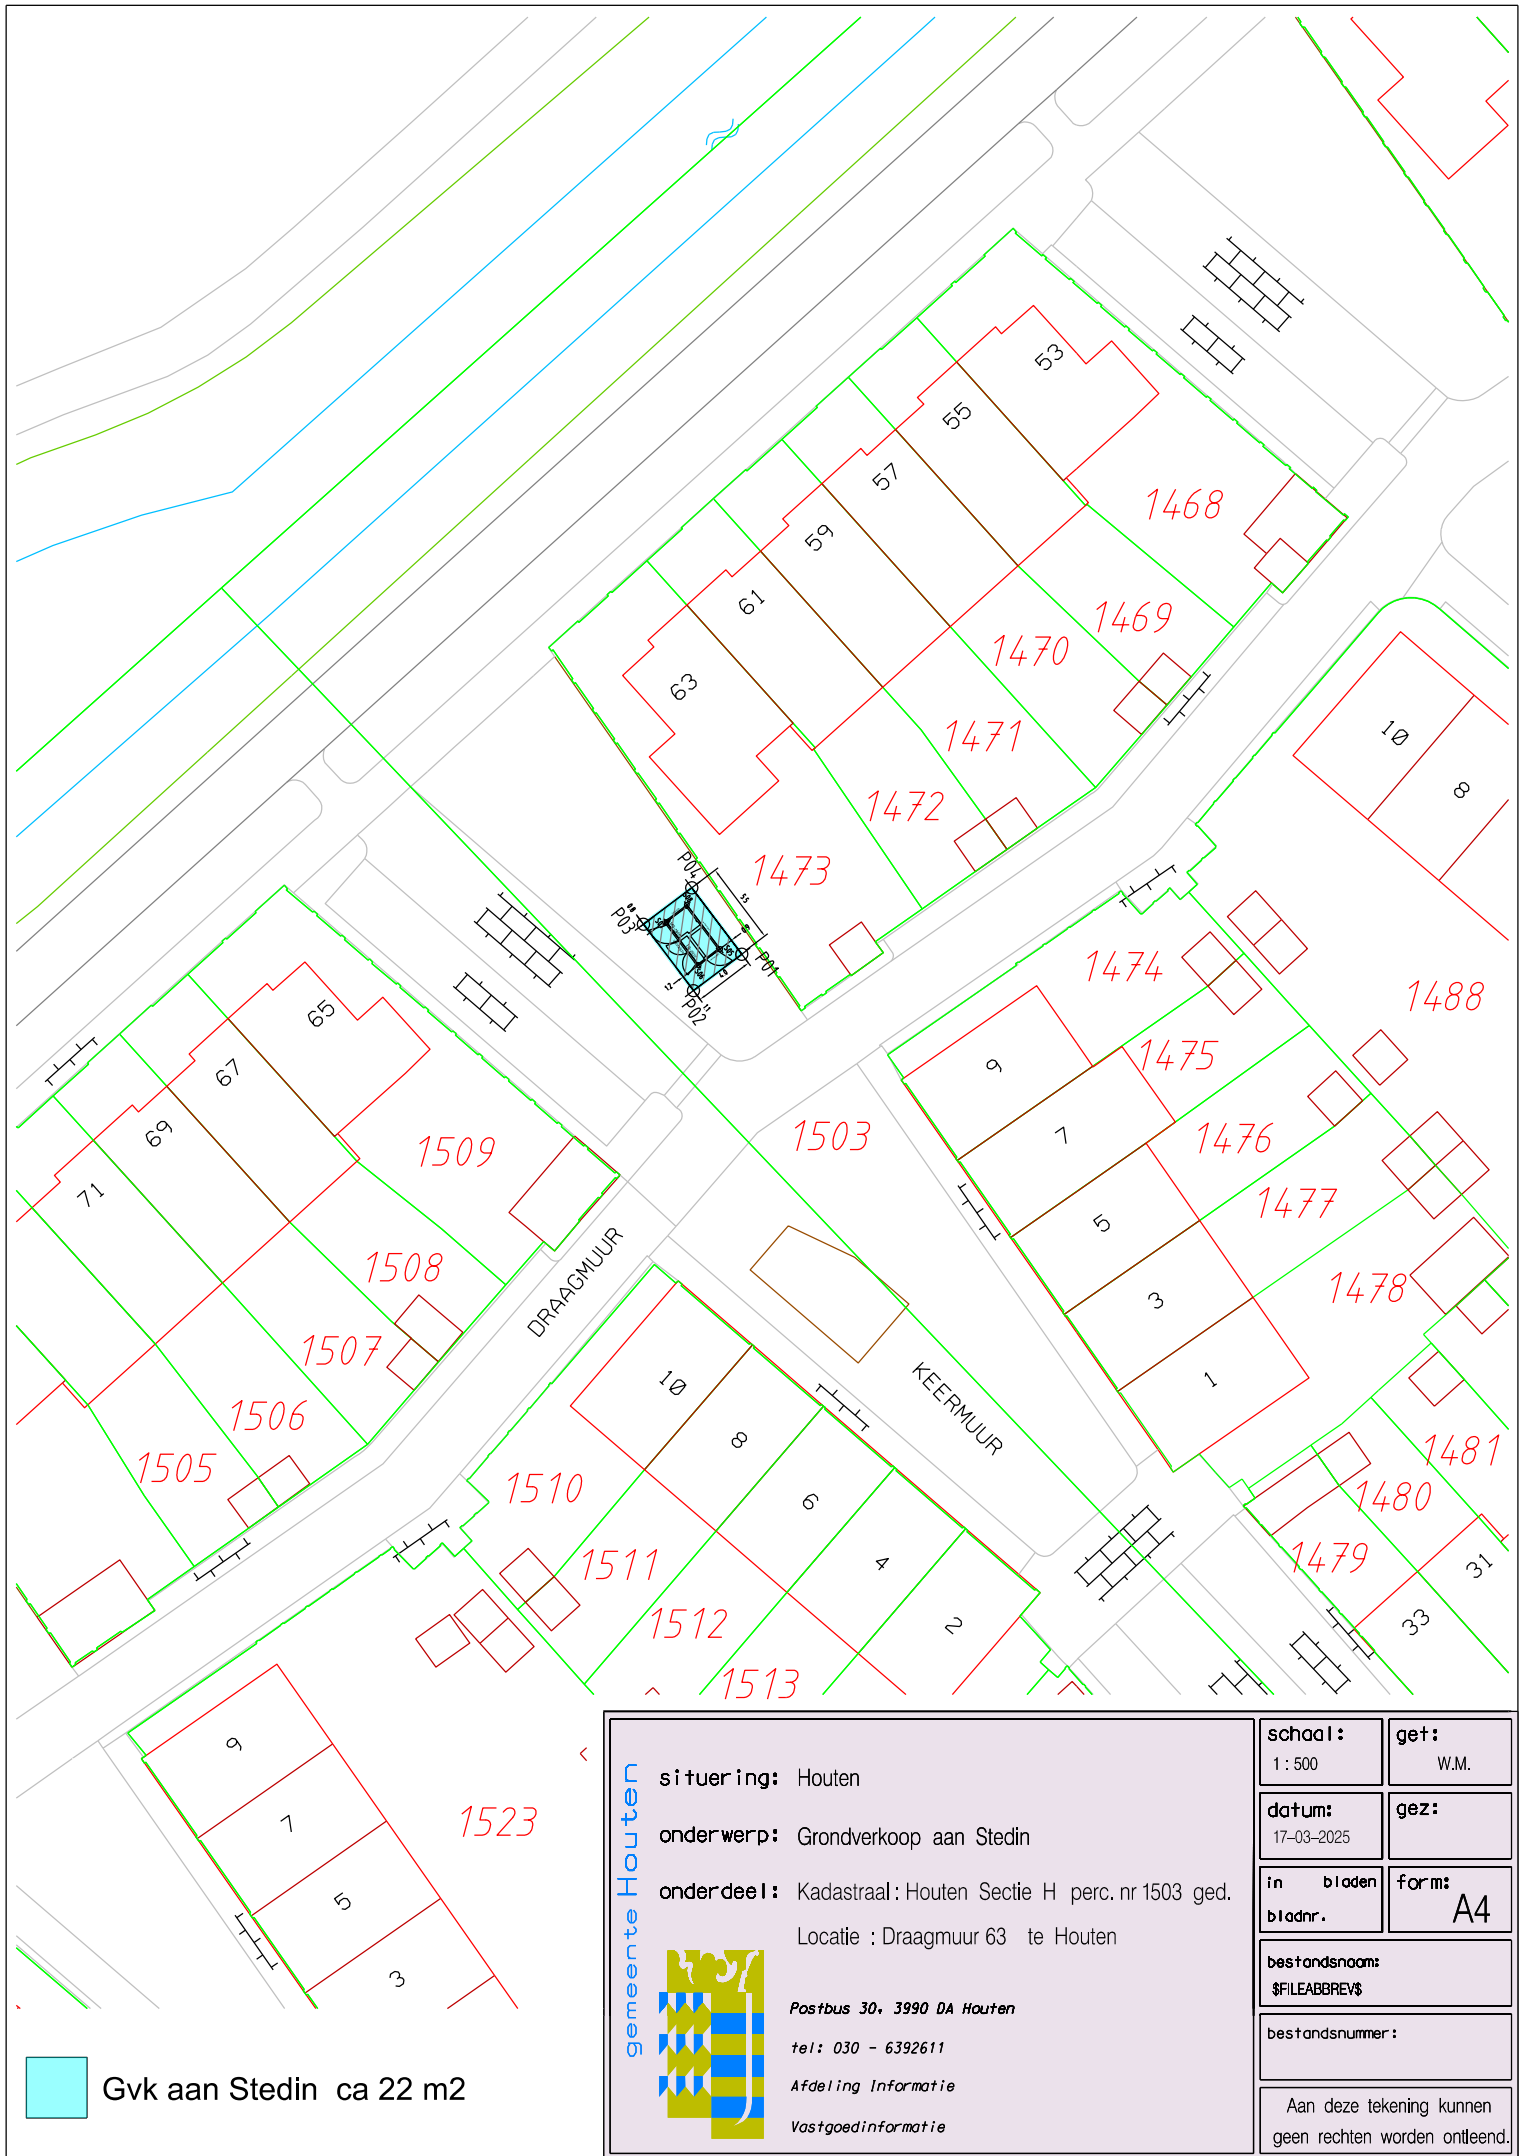 53
55
57
59
61
63
1468
1469
1470
1471
1472
1473
10
8
P04
P03
P01
P02
65
67
69
71
1474
1475
1476
1477
1478
1488
9
7
5
3
1
1503
1509
1508
1507
1506
1505
DRAAGMUUR
KEERMUUR
10
8
6
4
2
1510
1511
1512
1513
1481
1480
1479
31
33
9
7
5
3
1523
gemeente Houten
situering: Houten
onderwerp: Grondverkoop aan Stedin
onderdeel: Kadastraal : Houten Sectie H perc. nr 1503 ged.
Locatie : Draagmuur 63 te Houten
Postbus 30, 3990 DA Houten
tel: 030 - 6392611
Afdeling Informatie
Vastgoedinformatie
schaal:
1 : 500
get:
W.M.
datum:
17-03-2025
gez:
in bladen
bladnr.
form:
A4
bestandsnaam:
$FILEABBREV$
bestandsnummer:
Aan deze tekening kunnen
geen rechten worden ontleend.
Gvk aan Stedin ca 22 m2